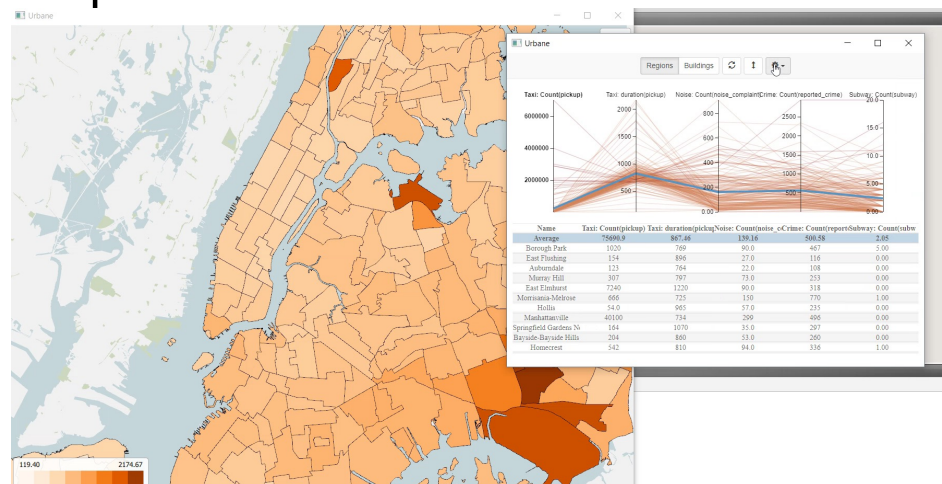 Urbane
Urbane
Regions Buildings
Taxi: Count(pickup) Taxi: duration(pickup) Noise: Count(noise_complaint) Crime: Count(reported_crime) Subway: Count(subway)
6000000
4000000
2000000
2000
1500
1000
500
800
600
400
200
0.00
2500
2000
1500
1000
500
20.0
15.0
10.0
5.00
0.00
Name Taxi: Count(pickup) Taxi: duration(pickup Noise: Count(noise_c Crime: Count(report Subway: Count(subw
Average 75690.9 867.46 139.16 500.58 2.05
Borough Park 1020 769 90.0 467 5.00
East Flushing 154 896 27.0 116 0.00
Auburndale 123 764 22.0 108 0.00
Murray Hill 307 797 73.0 253 0.00
East Elmhurst 7240 1220 90.0 318 0.00
Morrisania-Melrose 666 725 150 770 1.00
Hollis 54.0 965 57.0 235 0.00
Manhattanville 40100 734 299 496 0.00
Springfield Gardens No 164 1070 35.0 297 0.00
Bayside-Bayside Hills 204 860 53.0 260 0.00
Homecrest 542 810 94.0 336 1.00
119.40 2174.67